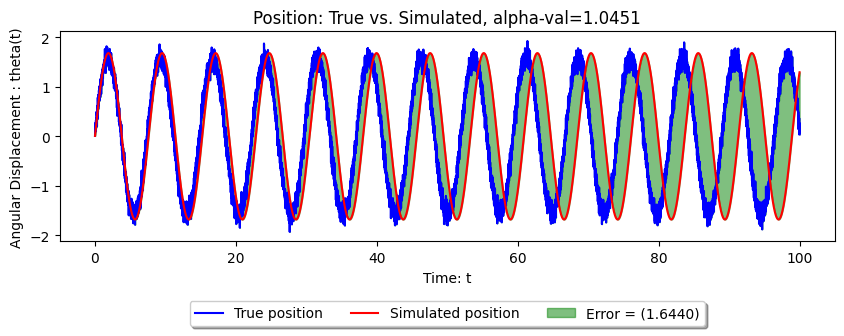 Position: True vs. Simulated, alpha-val=1.0451
Angular Displacement : theta(t)
2
1
0
−1
−2
0 20 40 60 80 100
Time: t
True position Simulated position Error = (1.6440)